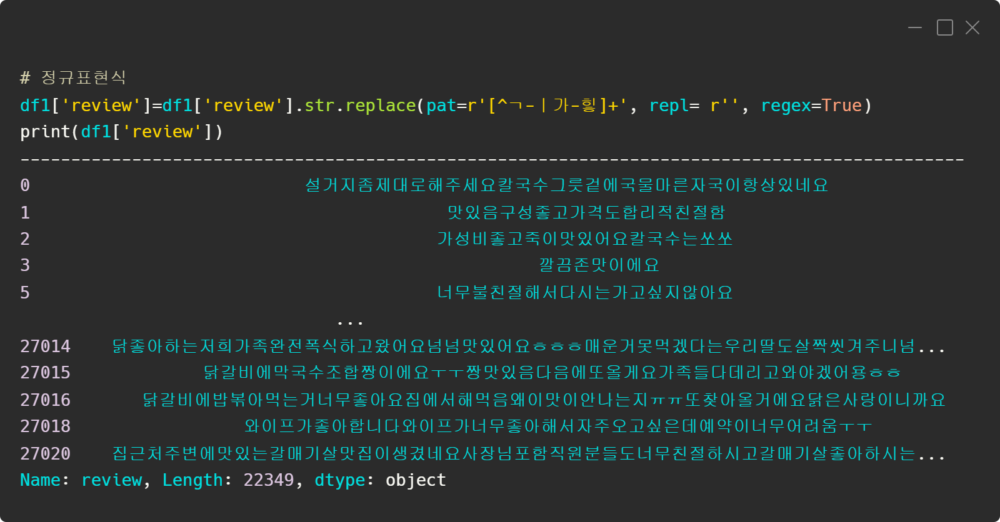 # 정규표현식
df1['review']=df1['review'].str.replace(pat=r'[^ㄱ-ㅣ가-힣]+', repl= r'', regex=True)
print(df1['review'])
---------------------------------------------------------------------------------------------
0 설거지좀제대로해주세요칼국수그릇겉에국물마른자국이항상있네요
1 맛있음구성좋고가격도합리적친절함
2 가성비좋고죽이맛있어요칼국수는쏘쏘
3 깔끔존맛이에요
5 너무불친절해서다시는가고싶지않아요
...
27014 닭좋아하는저희가족완전폭식하고왔어요넘넘맛있어요ㅎㅎㅎ매운거못먹겠다는우리딸도살짝씻겨주니넘...
27015 닭갈비에막국수조합짱이에요ㅜㅜ짱맛있음다음에또올게요가족들다데리고와야겠어용ㅎㅎ
27016 닭갈비에밥볶아먹는거너무좋아요집에서해먹음왜이맛이안나는지ㅠㅠ또찾아올거에요닭은사랑이니까요
27018 와이프가좋아합니다와이프가너무좋아해서자주오고싶은데예약이너무어려움ㅜㅜ
27020 집근처주변에맛있는갈매기살맛집이생겼네요사장님포함직원분들도너무친절하시고갈매기살좋아하시는...
Name: review, Length: 22349, dtype: object